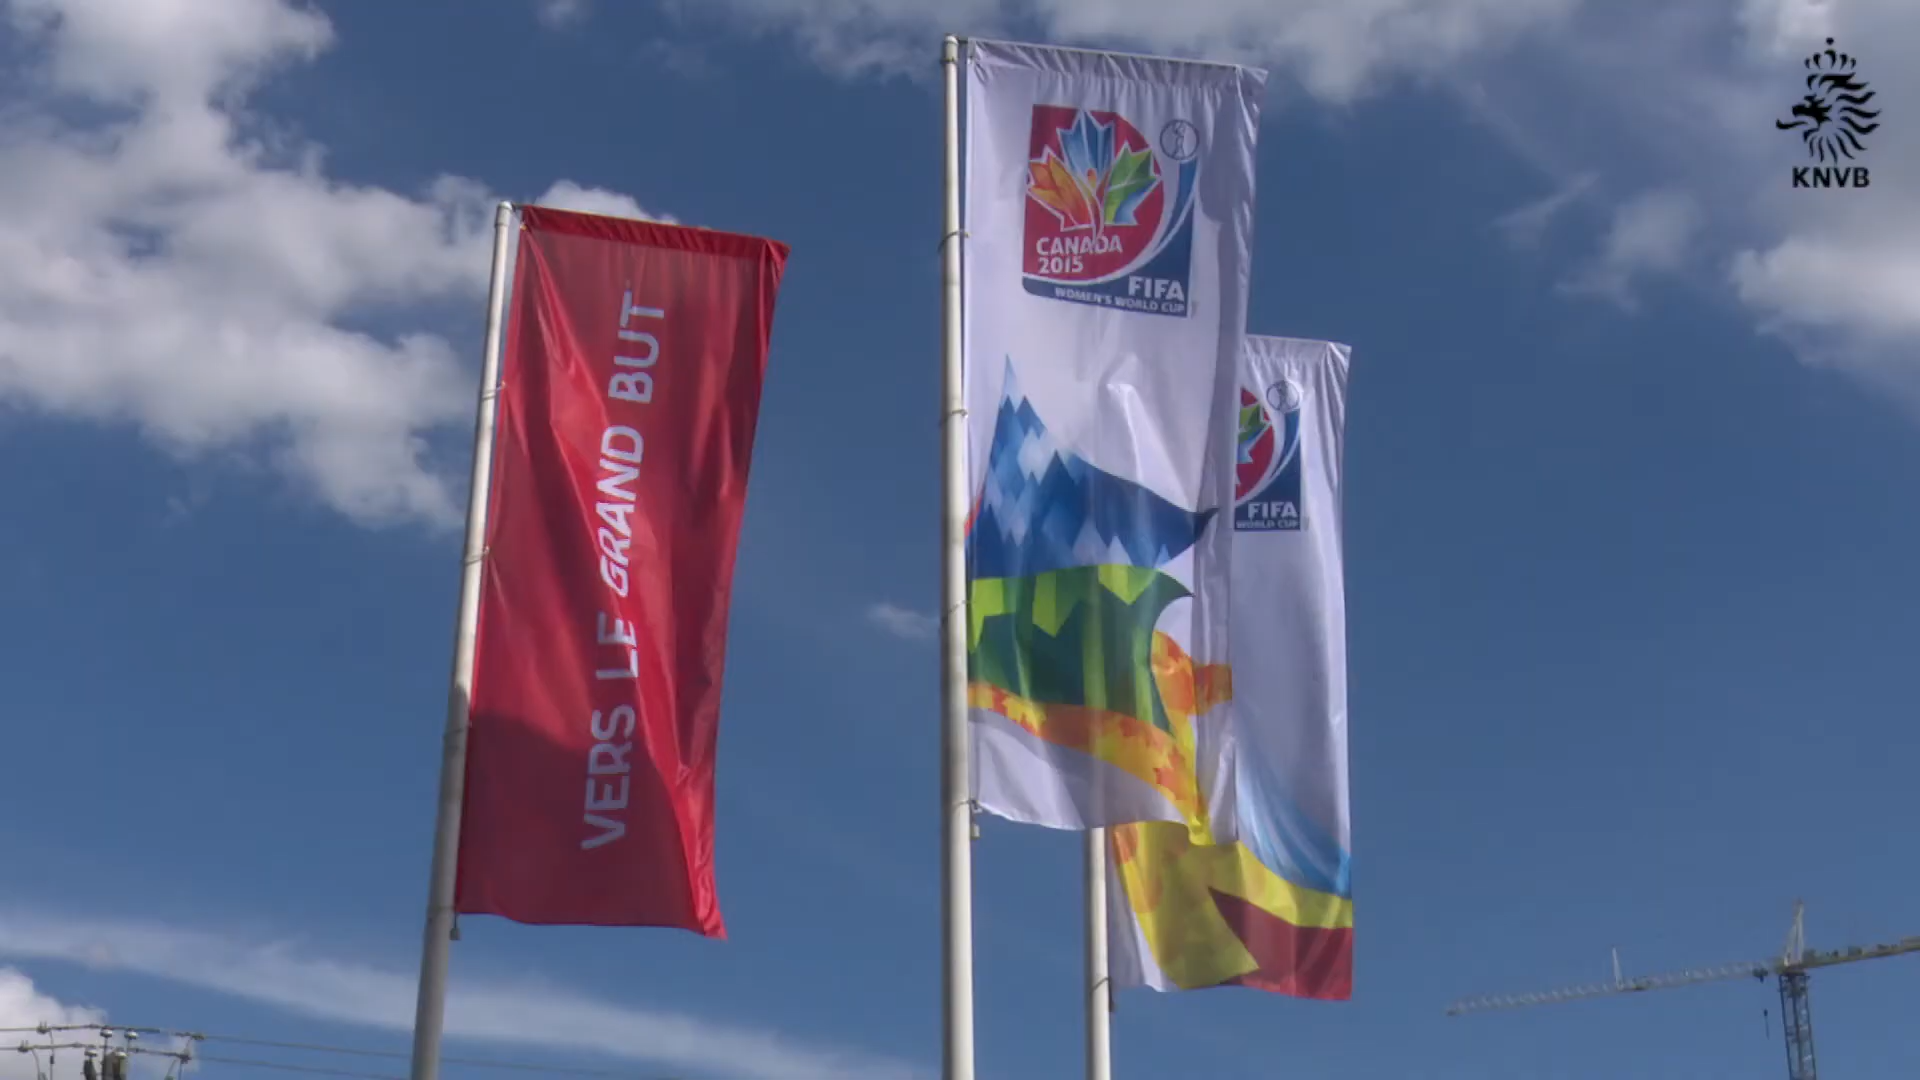 VERS LE GRAND BUT
CANADA
2015
FIFA
WOMEN'S WORLD CUP
FIFA
WORLD CUP
KNVB